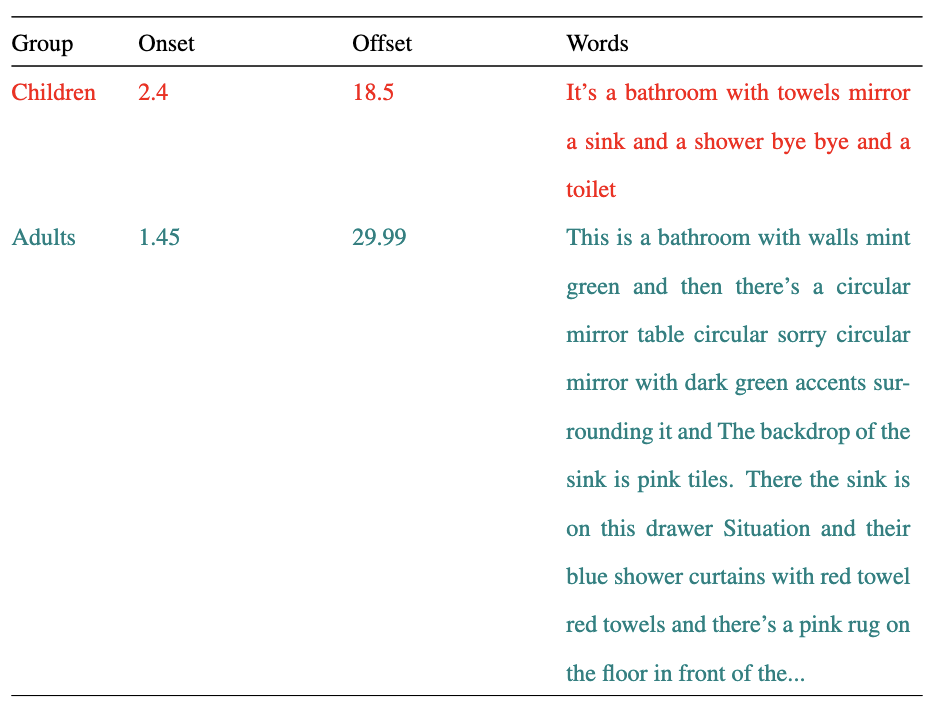 Group Onset Offset Words
Children 2.4 18.5 It's a bathroom with towels mirror
a sink and a shower bye bye and a
toilet
Adults 1.45 29.99 This is a bathroom with walls mint
green and then there's a circular
mirror table circular sorry circular
mirror with dark green accents sur-
rounding it and The backdrop of the
sink is pink tiles. There the sink is
on this drawer Situation and their
blue shower curtains with red towel
red towels and there's a pink rug on
the floor in front of the...